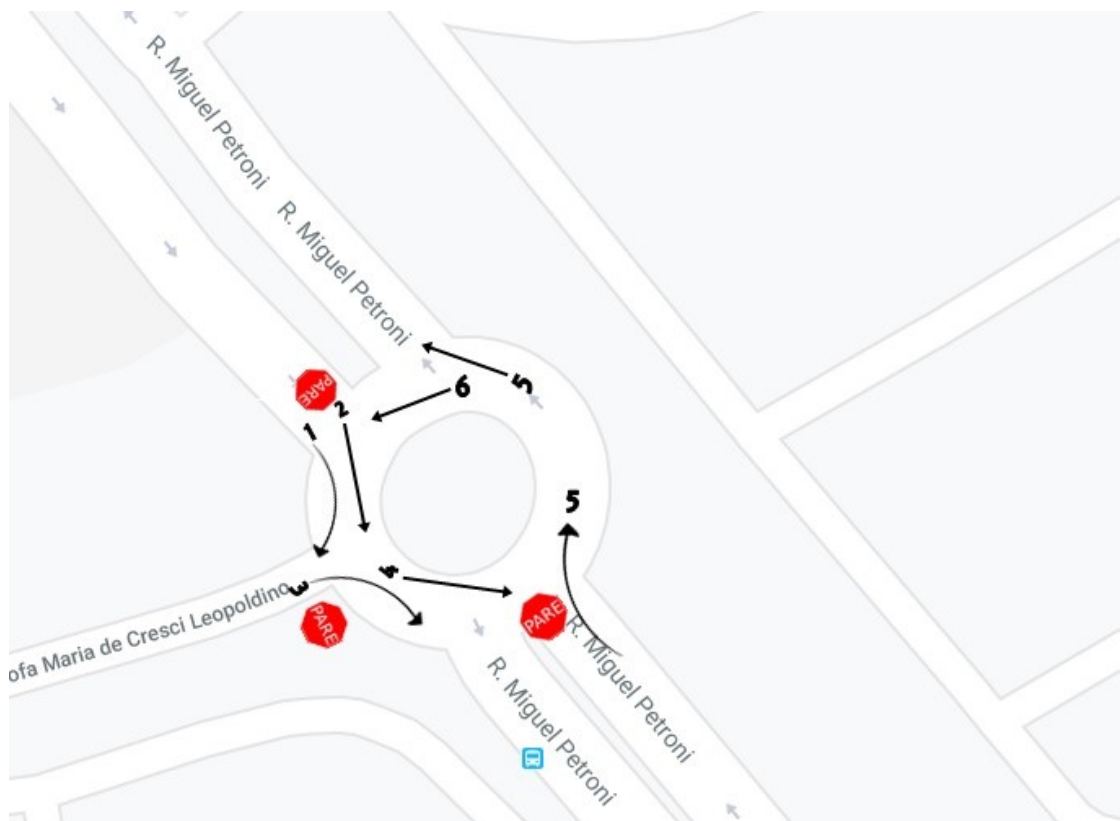 R. Miguel Petroni
R. Miguel Petroni
PARE
2
1
6
5
5
3
4
ofa Maria de Cresci Leopoldino
PARE
PARE
R. Miguel Petroni
R. Miguel Petroni